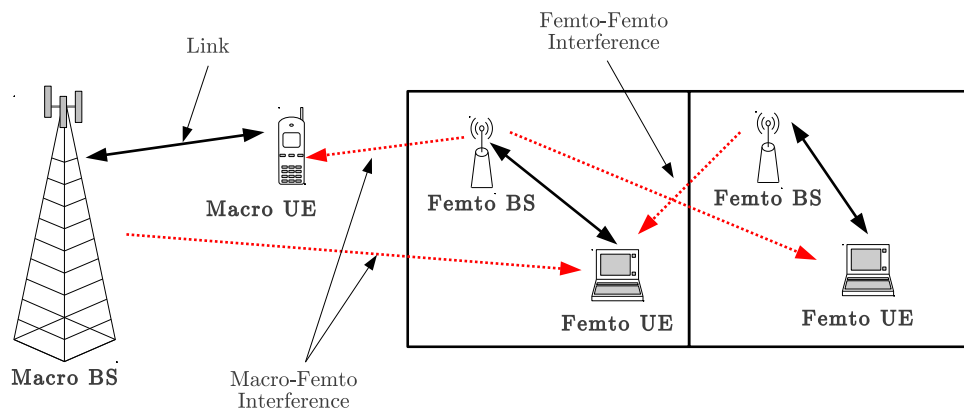 Femto-Femto
Interference
Link
Macro UE
Femto BS
Femto BS
Femto UE
Femto UE
Macro BS
Macro-Femto
Interference